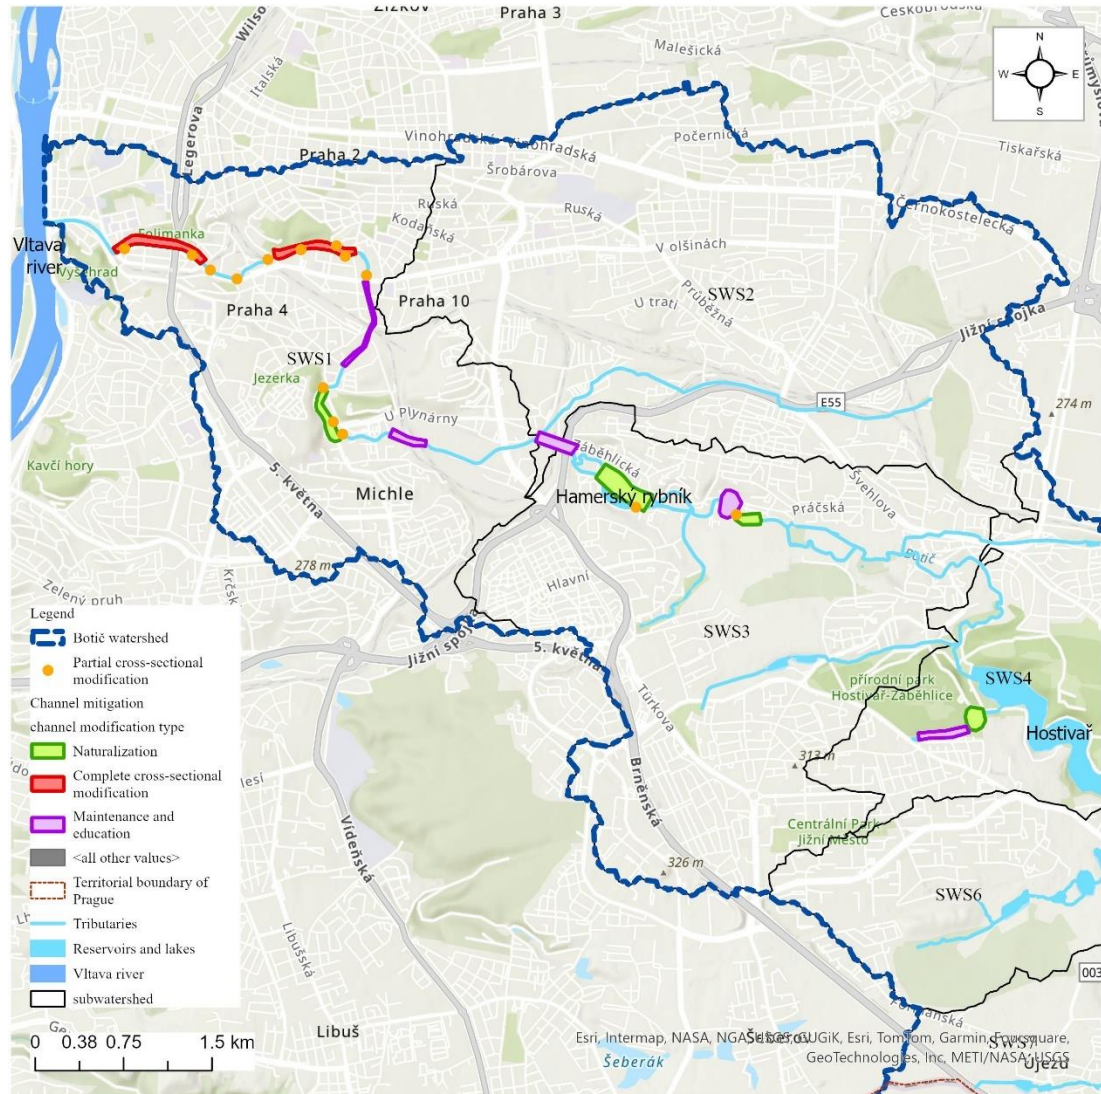 Praha 3
Českobrodská
Wilso
Italská
Malešická
N
W
E
S
Legerova
Praha 2
Vinohradská
Vinohradská
Počernická
Tiskařská
Šrobárova
Ruská
Ruská
Kodaňská
Černokostelecká
Folimanka
Vltava
river
Vyšehrad
V olšinách
Praha 4
Praha 10
U trati
Průběžná
SWS2
Jižní spojka
SWS1
Jezerka
E55
274 m
U Plynárny
Kavčí hory
Záběhlická
5. května
Michle
Hamerský rybník
Švehlova
Práčská
Botič
278 m
Zelený pruh
Krčsk
Hlavní
SWS3
Jižní spojka
5. května
přírodní park
Hostivař-Záběhlice
SWS4
Hostivař
Türkova
313 m
Brněnská
Centrální Park
Jižní Město
326 m
SWS6
Vídeňská
Libušská
Libuš
Šeberák
003
SWS7
Újezd
Legend
Botič watershed
Partial cross-sectional
modification
Channel mitigation
channel modification type
Naturalization
Complete cross-sectional
modification
Maintenance and
education
<all other values>
Territorial boundary of
Prague
Tributaries
Reservoirs and lakes
Vltava river
subwatershed
0 0.38 0.75 1.5 km
Esri, Intermap, NASA, NGA, USGS, GUGiK, Esri, TomTom, Garmin, Foursquare,
GeoTechnologies, Inc, METI/NASA, USGS